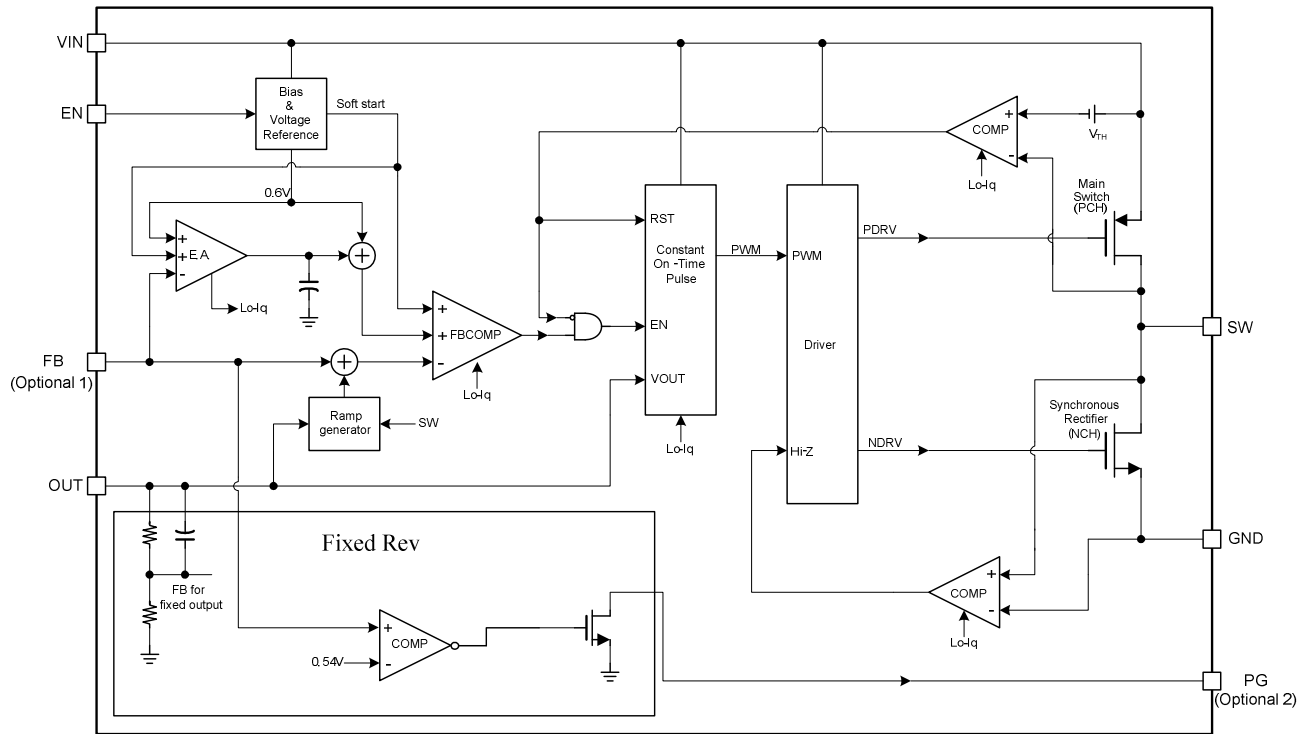 VIN
EN
Bias
&
Voltage
Reference
Soft start
0.6V
+
+
-
EA
+
Lo-Iq
FB
(Optional 1)
+
Ramp
generator
SW
+
+
-
FBCOMP
Lo-Iq
OUT
RST
Constant
On -Time
Pulse
EN
VOUT
Lo-Iq
PWM
PWM
Driver
Hi-Z
PDRV
NDRV
+
-
COMP
Lo-Iq
VTH
Main
Switch
(PCH)
SW
Synchronous
Rectifier
(NCH)
GND
+
-
COMP
Lo-Iq
Fixed Rev
FB for
fixed output
+
-
COMP
0.54V
PG
(Optional 2)